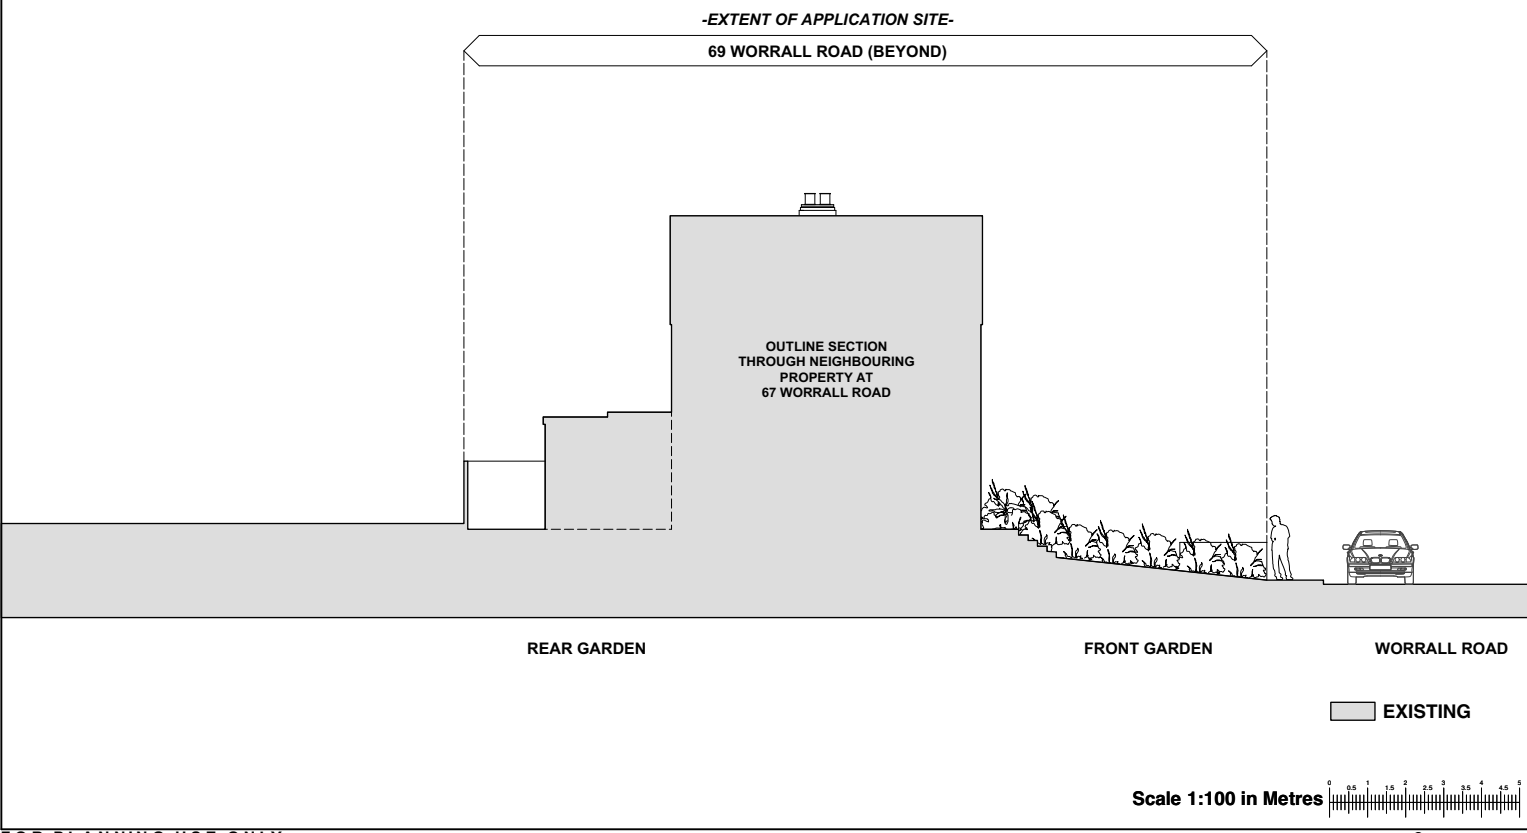 -EXTENT OF APPLICATION SITE-
69 WORRALL ROAD (BEYOND)
OUTLINE SECTION
THROUGH NEIGHBOURING
PROPERTY AT
67 WORRALL ROAD
REAR GARDEN
FRONT GARDEN
WORRALL ROAD
EXISTING
Scale 1:100 in Metres
0 0.5 1 1.5 2 2.5 3 3.5 4 4.5 5